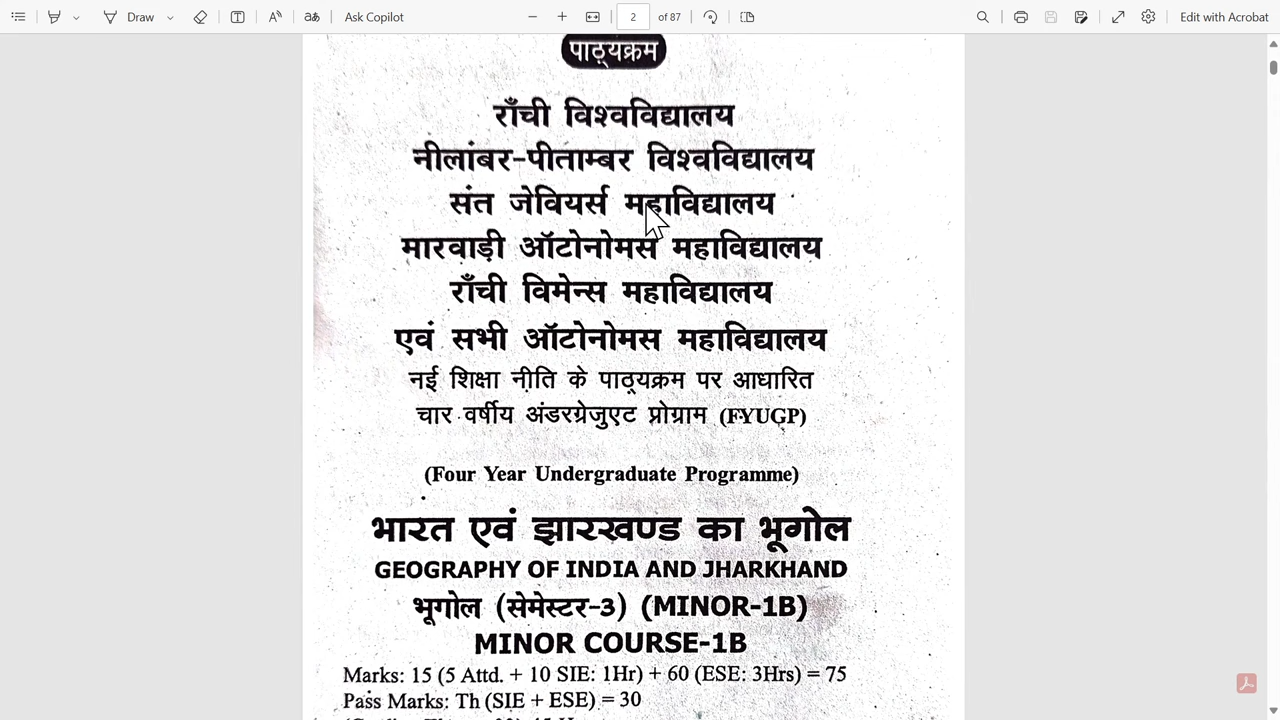 Draw
Ask Copilot
2 of 87
Edit with Acrobat
पाठ्यक्रम
राँची विश्वविद्यालय
नीलांबर-पीताम्बर विश्वविद्यालय
संत जेवियर्स महाविद्यालय
मारवाड़ी ऑटोनोमस महाविद्यालय
राँची विमेन्स महाविद्यालय
एवं सभी ऑटोनोमस महाविद्यालय
नई शिक्षा नीति के पाठ्यक्रम पर आधारित
चार वर्षीय अंडरग्रेजुएट प्रोग्राम (FYUGP)
(Four Year Undergraduate Programme)
भारत एवं झारखण्ड का भूगोल
GEOGRAPHY OF INDIA AND JHARKHAND
भूगोल (सेमेस्टर-3) (MINOR-1B)
MINOR COURSE-1B
Marks: 15 (5 Attd. + 10 SIE: 1Hr) + 60 (ESE: 3Hrs) = 75
Pass Marks: Th (SIE + ESE) = 30